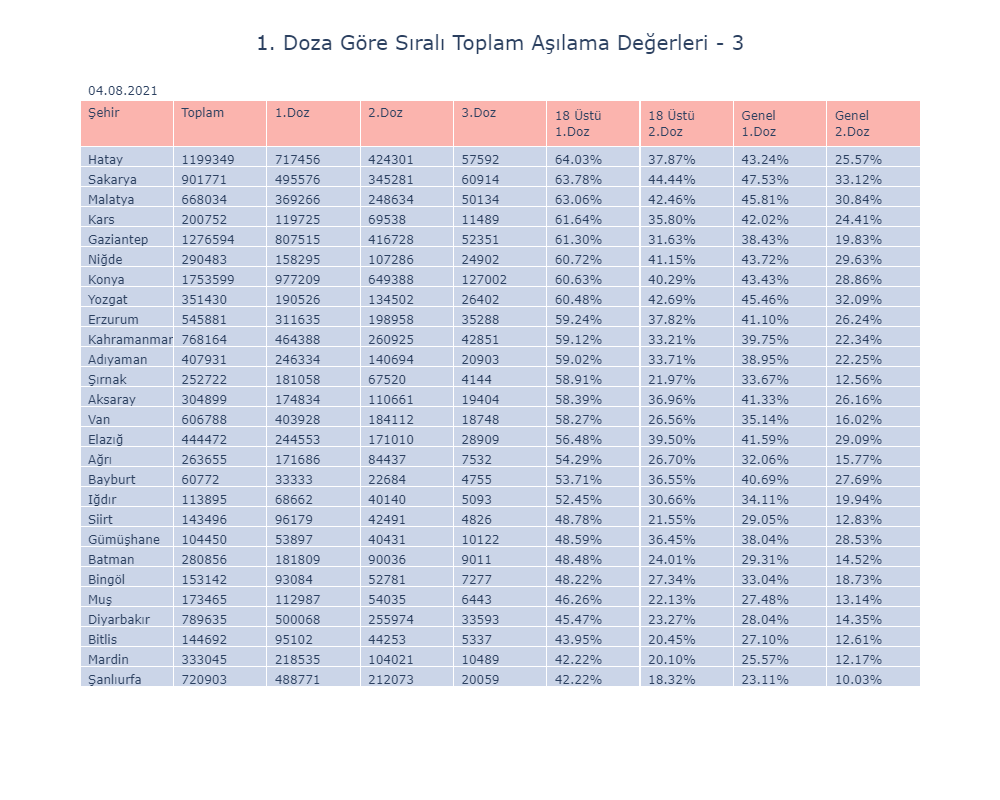 1. Doza Göre Sıralı Toplam Aşılama Değerleri - 3
04.08.2021
Şehir Toplam 1.Doz 2.Doz 3.Doz 18 Üstü 1.Doz 18 Üstü 2.Doz Genel 1.Doz Genel 2.Doz
Hatay 1199349 717456 424301 57592 64.03% 37.87% 43.24% 25.57%
Sakarya 901771 495576 345281 60914 63.78% 44.44% 47.53% 33.12%
Malatya 668034 369266 248634 50134 63.06% 42.46% 45.81% 30.84%
Kars 200752 119725 69538 11489 61.64% 35.80% 42.02% 24.41%
Gaziantep 1276594 807515 416728 52351 61.30% 31.63% 38.43% 19.83%
Niğde 290483 158295 107286 24902 60.72% 41.15% 43.72% 29.63%
Konya 1753599 977209 649388 127002 60.63% 40.29% 43.43% 28.86%
Yozgat 351430 190526 134502 26402 60.48% 42.69% 45.46% 32.09%
Erzurum 545881 311635 198958 35288 59.24% 37.82% 41.10% 26.24%
Kahramanmar 768164 464388 260925 42851 59.12% 33.21% 39.75% 22.34%
Adıyaman 407931 246334 140694 20903 59.02% 33.71% 38.95% 22.25%
Şırnak 252722 181058 67520 4144 58.91% 21.97% 33.67% 12.56%
Aksaray 304899 174834 110661 19404 58.39% 36.96% 41.33% 26.16%
Van 606788 403928 184112 18748 58.27% 26.56% 35.14% 16.02%
Elazığ 444472 244553 171010 28909 56.48% 39.50% 41.59% 29.09%
Ağrı 263655 171686 84437 7532 54.29% 26.70% 32.06% 15.77%
Bayburt 60772 33333 22684 4755 53.71% 36.55% 40.69% 27.69%
Iğdır 113895 68662 40140 5093 52.45% 30.66% 34.11% 19.94%
Siirt 143496 96179 42491 4826 48.78% 21.55% 29.05% 12.83%
Gümüşhane 104450 53897 40431 10122 48.59% 36.45% 38.04% 28.53%
Batman 280856 181809 90036 9011 48.48% 24.01% 29.31% 14.52%
Bingöl 153142 93084 52781 7277 48.22% 27.34% 33.04% 18.73%
Muş 173465 112987 54035 6443 46.26% 22.13% 27.48% 13.14%
Diyarbakır 789635 500068 255974 33593 45.47% 23.27% 28.04% 14.35%
Bitlis 144692 95102 44253 5337 43.95% 20.45% 27.10% 12.61%
Mardin 333045 218535 104021 10489 42.22% 20.10% 25.57% 12.17%
Şanlıurfa 720903 488771 212073 20059 42.22% 18.32% 23.11% 10.03%